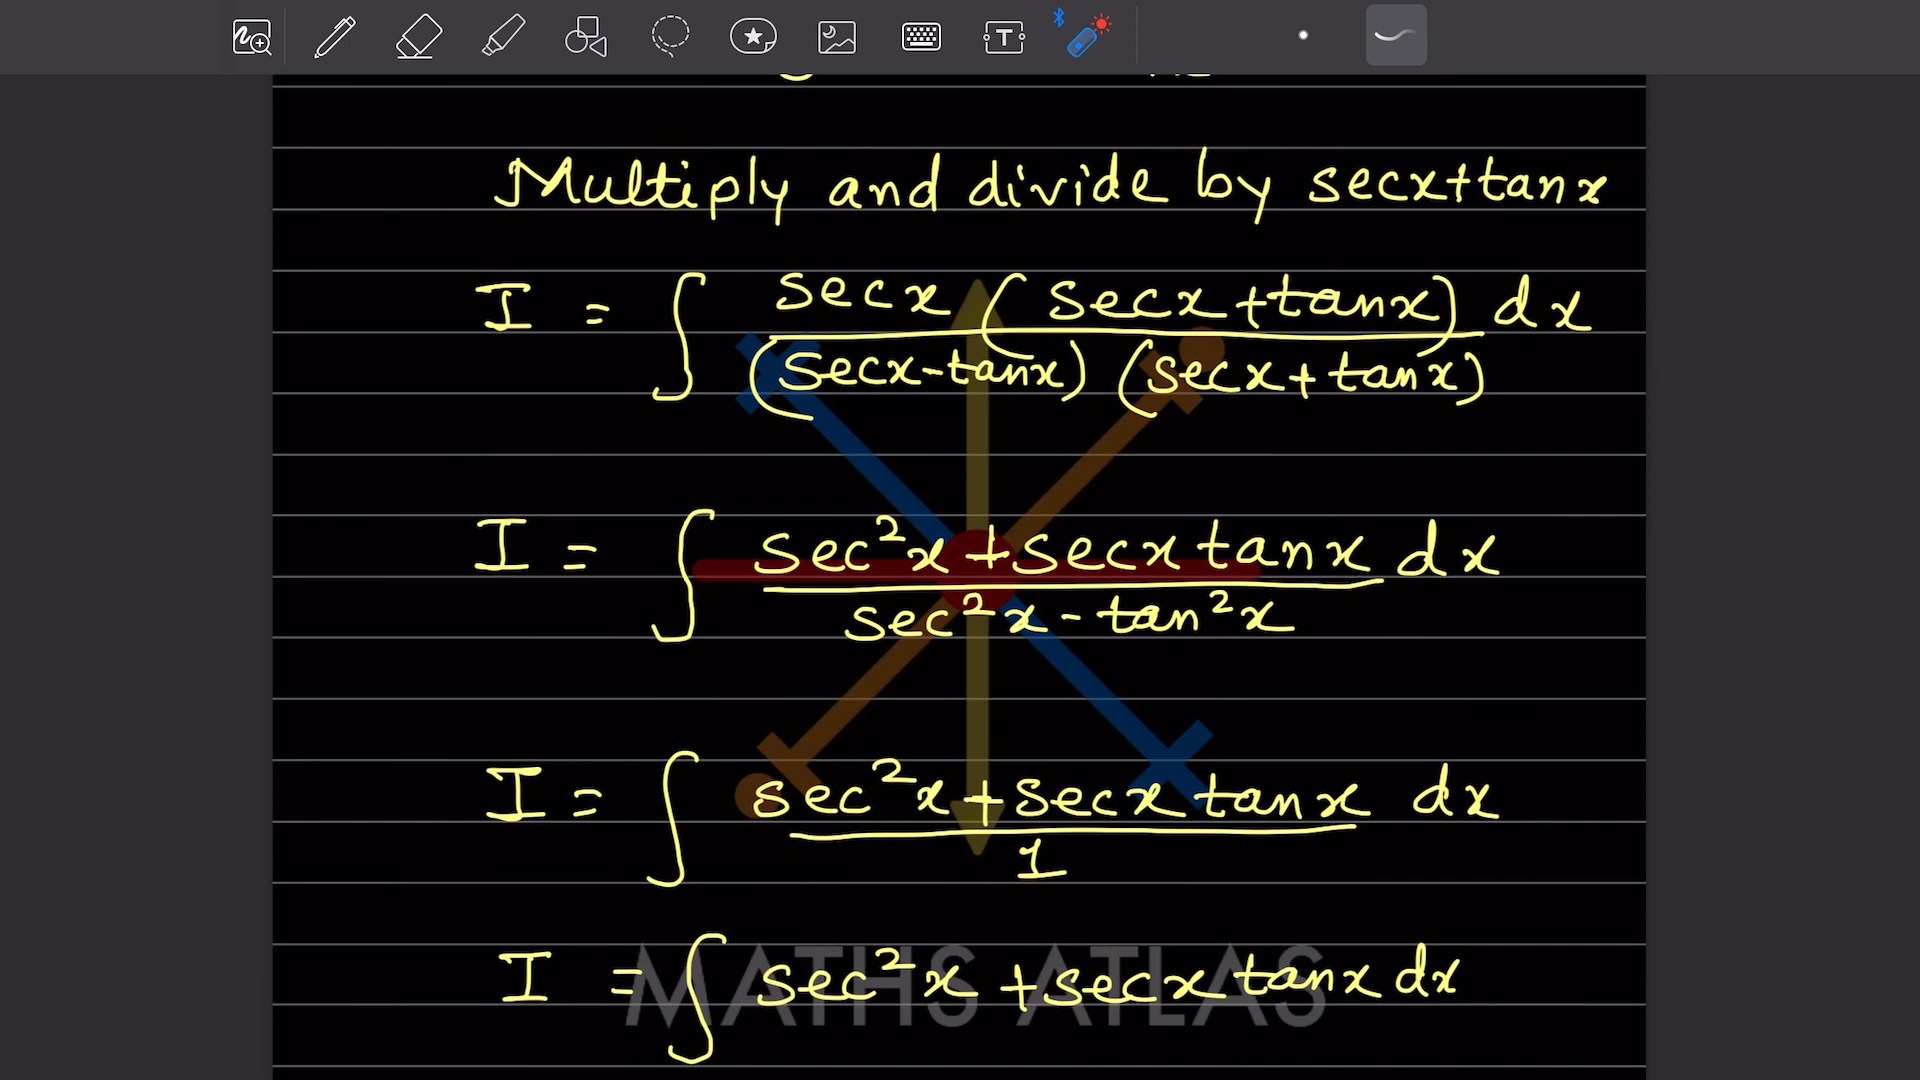 Multiply and divide by secx+tanx
I = ∫ secx (secx+tanx) dx
(secx-tanx) (secx+tanx)
I = ∫ sec²x + secx tanx dx
sec²x - tan²x
I = ∫ sec²x + secx tanx dx
1
I = ∫ sec²x + secx tanx dx
MATHS ATLAS